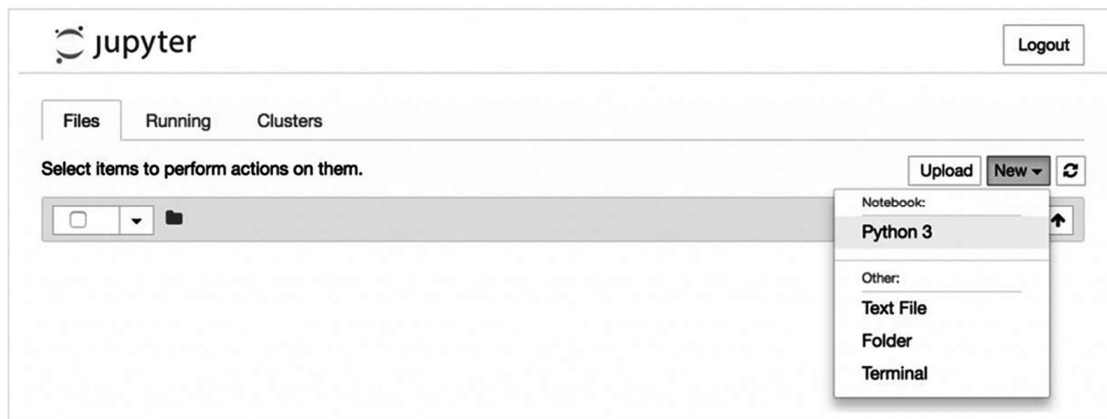 jupyter
Logout
Files Running Clusters
Select items to perform actions on them.
Upload New
Notebook:
Python 3
Other:
Text File
Folder
Terminal